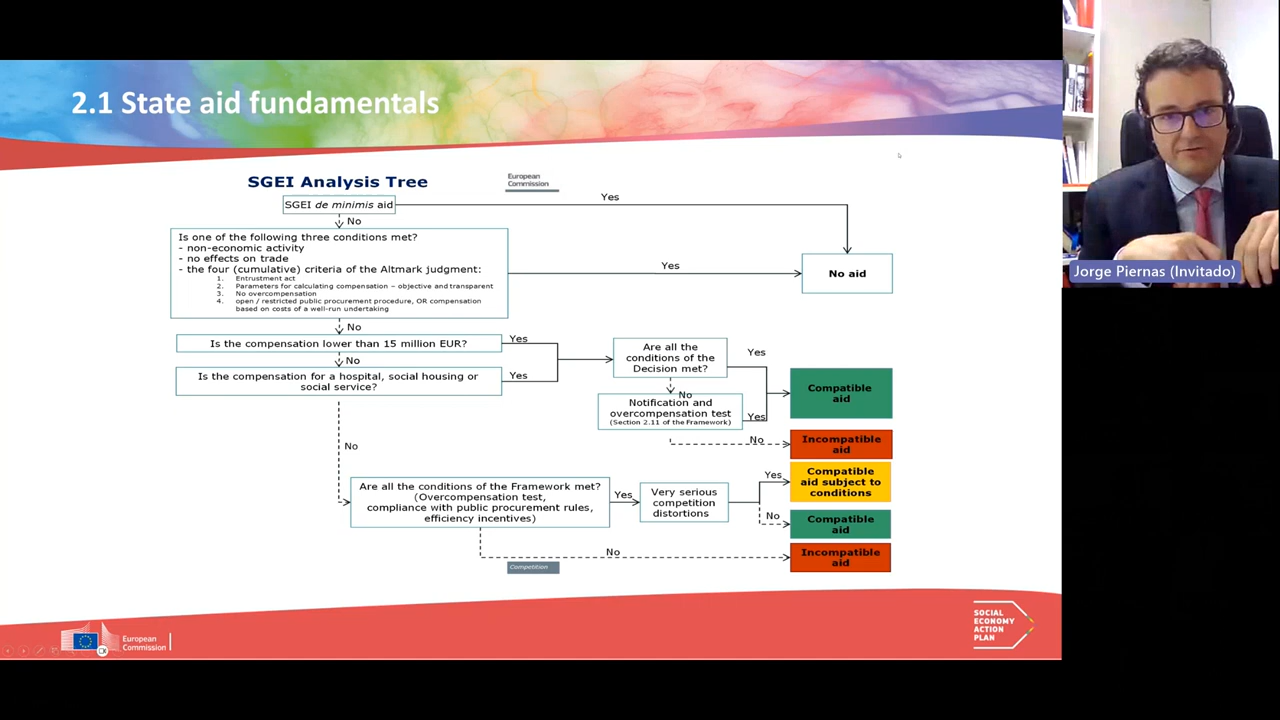 2.1 State aid fundamentals
SGEI Analysis Tree
European
Commission
SGEI de minimis aid
Yes
No
Is one of the following three conditions met?
- non-economic activity
- no effects on trade
- the four (cumulative) criteria of the Altmark judgment:
1. Entrustment act
2. Parameters for calculating compensation – objective and transparent
3. No overcompensation
4. open / restricted public procurement procedure, OR compensation
based on costs of a well-run undertaking
Yes
No aid
No
Is the compensation lower than 15 million EUR?
Yes
No
Is the compensation for a hospital, social housing or
social service?
Yes
Are all the
conditions of the
Decision met?
Yes
No
Notification and
overcompensation test
(Section 2.11 of the Framework)
Yes
Compatible
aid
No
Incompatible
aid
No
Are all the conditions of the Framework met?
(Overcompensation test,
compliance with public procurement rules,
efficiency incentives)
Yes
Very serious
competition
distortions
Yes
Compatible
aid subject to
conditions
No
Compatible
aid
No
Incompatible
aid
Competition
European
Commission
SOCIAL
ECONOMY
ACTION
PLAN
Jorge Piernas (Invitado)